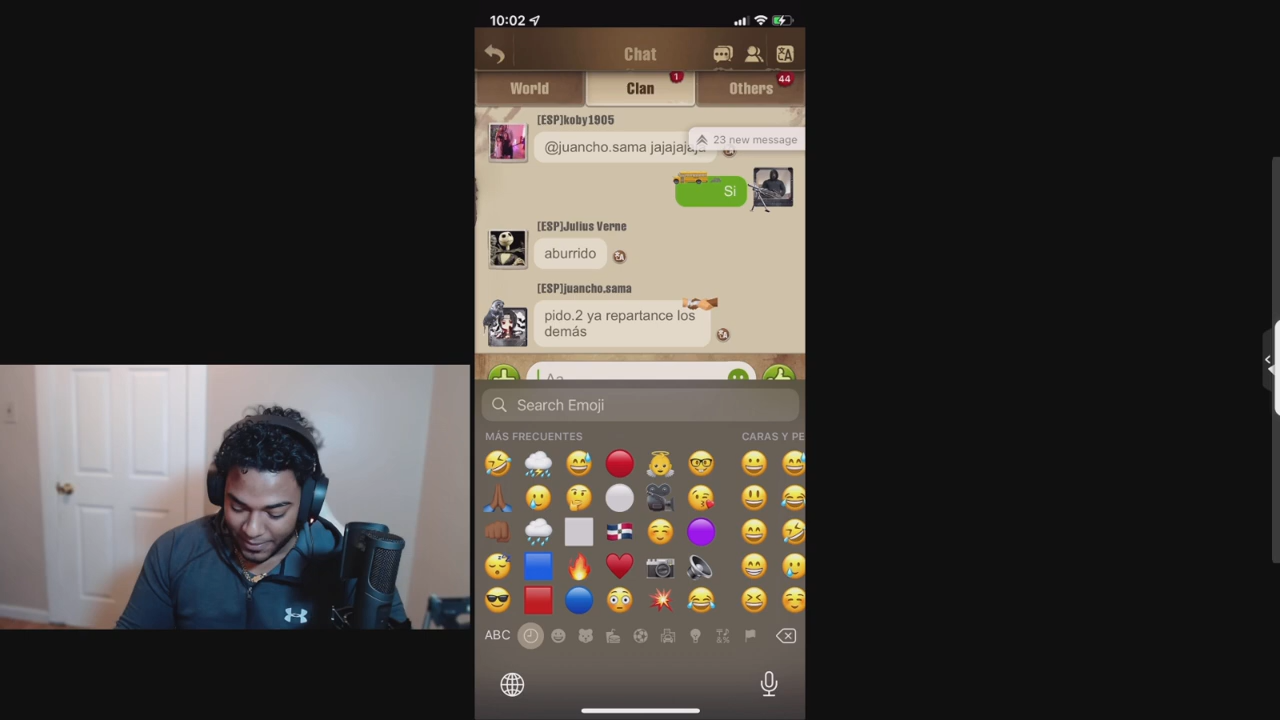 10:02
Chat
World
Clan
1
Others
44
[ESP]koby1905
@juancho.sama jajajaja
23 new message
Si
[ESP]Julius Verne
aburrido
[ESP]juancho.sama
pido.2 ya repartance los
demás
Aa
Search Emoji
MÁS FRECUENTES
CARAS Y PE
ABC